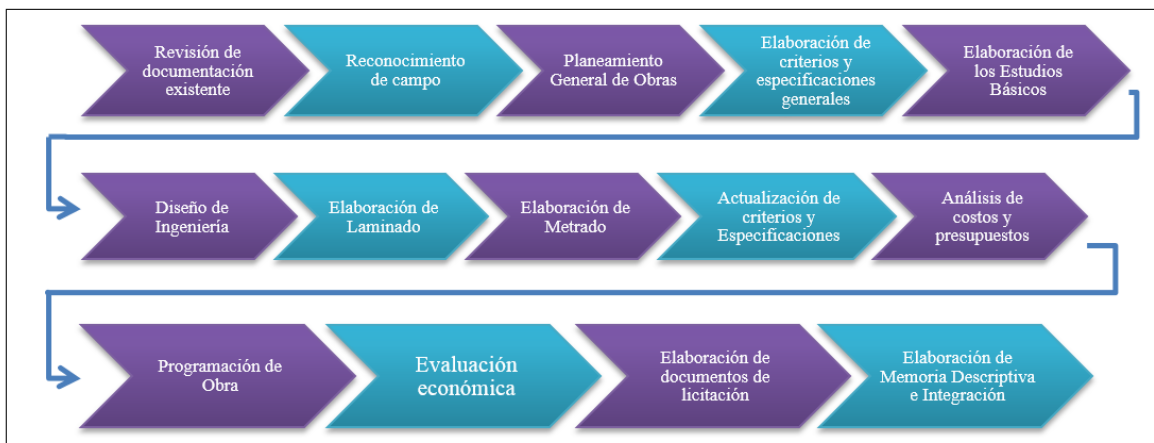 Revisión de
documentación
existente
Reconocimiento
de campo
Planeamiento
General de Obras
Elaboración de
criterios y
especificaciones
generales
Elaboración de
los Estudios
Básicos
Diseño de
Ingeniería
Elaboración de
Laminado
Elaboración de
Metrado
Actualización de
criterios y
Especificaciones
Análisis de
costos y
presupuestos
Programación de
Obra
Evaluación
económica
Elaboración de
documentos de
licitación
Elaboración de
Memoria Descriptiva
e Integración